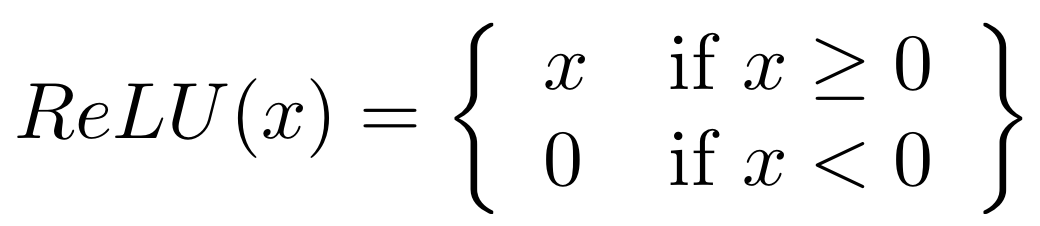 ReLU(x) = { x if x ≥ 0
0 if x < 0 }